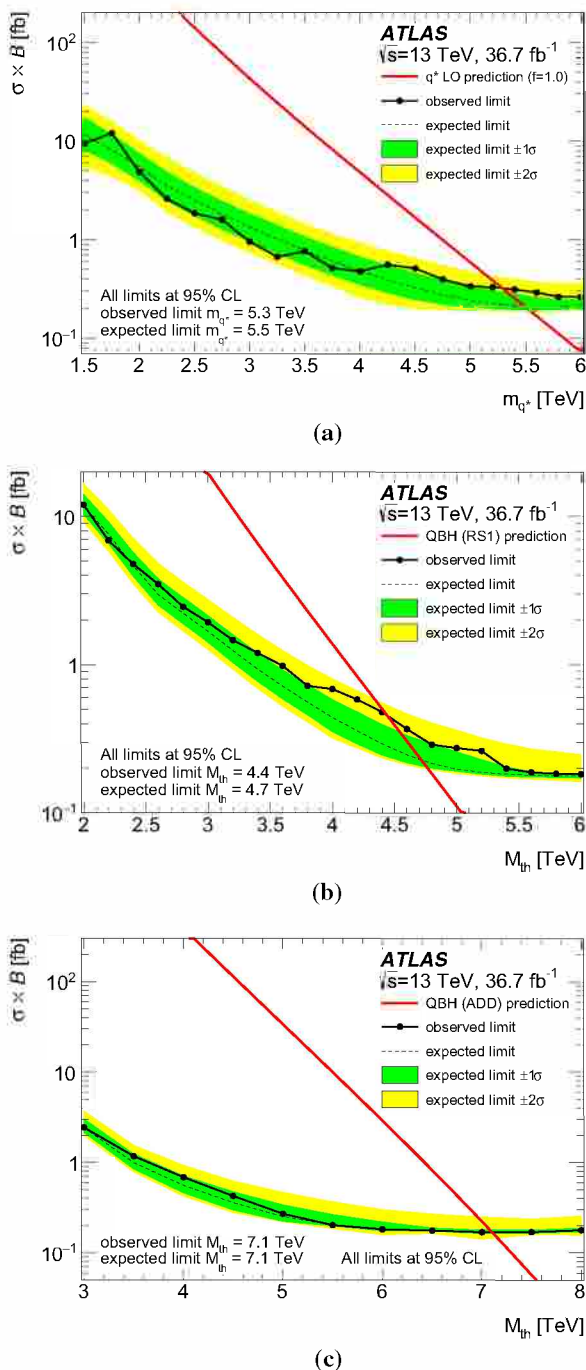 σ × B [fb]
10²
10
1
10⁻¹
ATLAS
√s=13 TeV, 36.7 fb⁻¹
q* LO prediction (f=1.0)
observed limit
expected limit
expected limit ±1σ
expected limit ±2σ
All limits at 95% CL
observed limit m_q* = 5.3 TeV
expected limit m_q* = 5.5 TeV
1.5 2 2.5 3 3.5 4 4.5 5 5.5 6
m_q* [TeV]
(a)
σ × B [fb]
10
1
10⁻¹
ATLAS
√s=13 TeV, 36.7 fb⁻¹
QBH (RS1) prediction
observed limit
expected limit
expected limit ±1σ
expected limit ±2σ
All limits at 95% CL
observed limit M_th = 4.4 TeV
expected limit M_th = 4.7 TeV
2 2.5 3 3.5 4 4.5 5 5.5 6
M_th [TeV]
(b)
σ × B [fb]
10²
10
1
10⁻¹
ATLAS
√s=13 TeV, 36.7 fb⁻¹
QBH (ADD) prediction
observed limit
expected limit
expected limit ±1σ
expected limit ±2σ
observed limit M_th = 7.1 TeV
expected limit M_th = 7.1 TeV
All limits at 95% CL
3 4 5 6 7 8
M_th [TeV]
(c)